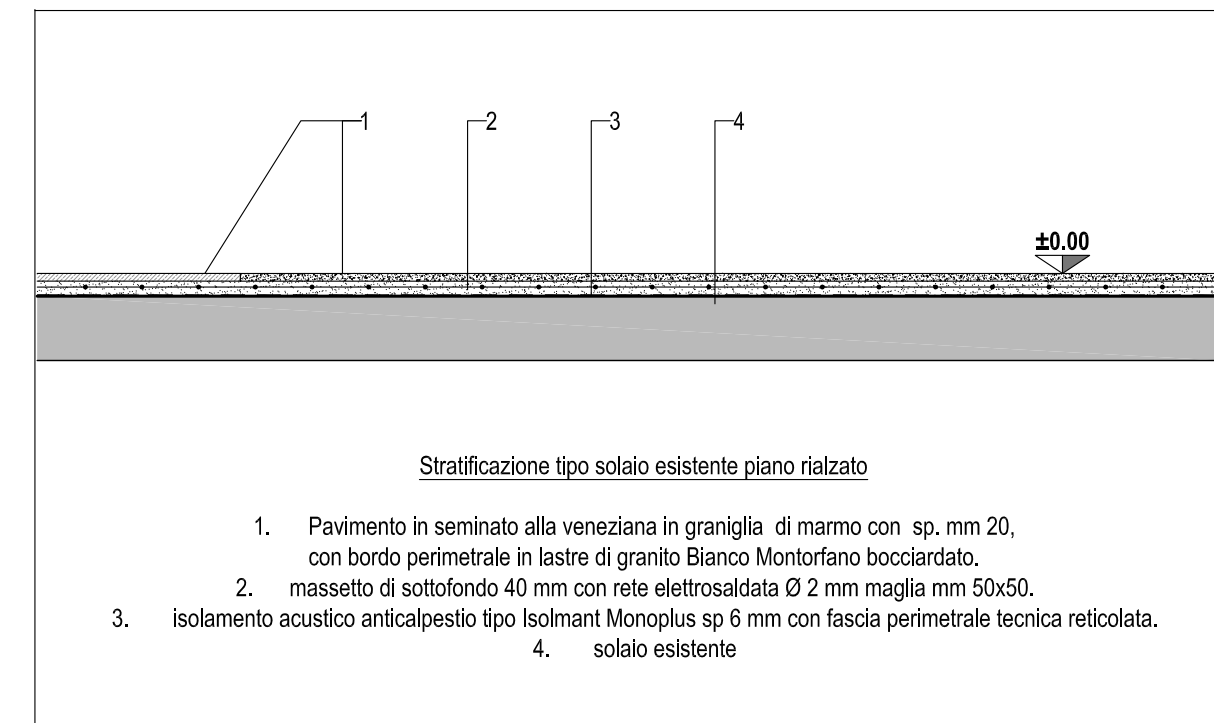 1
2
3
4
±0.00
Stratificazione tipo solaio esistente piano rialzato
1. Pavimento in seminato alla veneziana in graniglia di marmo con sp. mm 20,
con bordo perimetrale in lastre di granito Bianco Montorfano bocciardato.
2. massetto di sottofondo 40 mm con rete elettrosaldata Ø 2 mm maglia mm 50x50.
3. isolamento acustico anticalpestio tipo Isolmant Monoplus sp 6 mm con fascia perimetrale tecnica reticolata.
4. solaio esistente